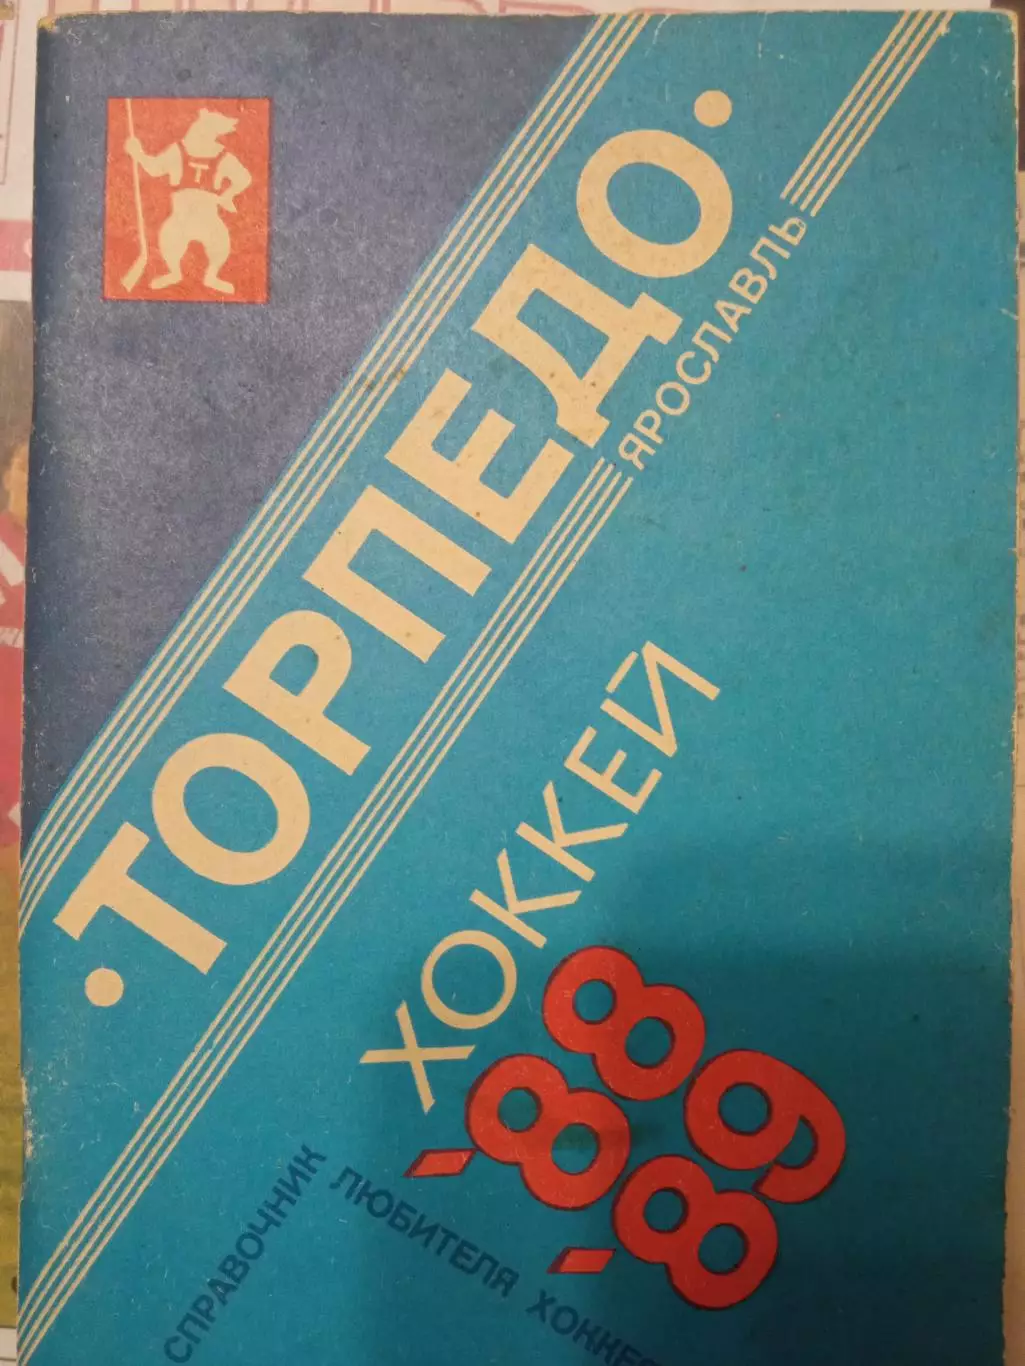 Т
•ТОРПЕДО•
ЯРОСЛАВЛЬ
ХОККЕЙ
'88
'89
СПРАВОЧНИК ЛЮБИТЕЛЯ